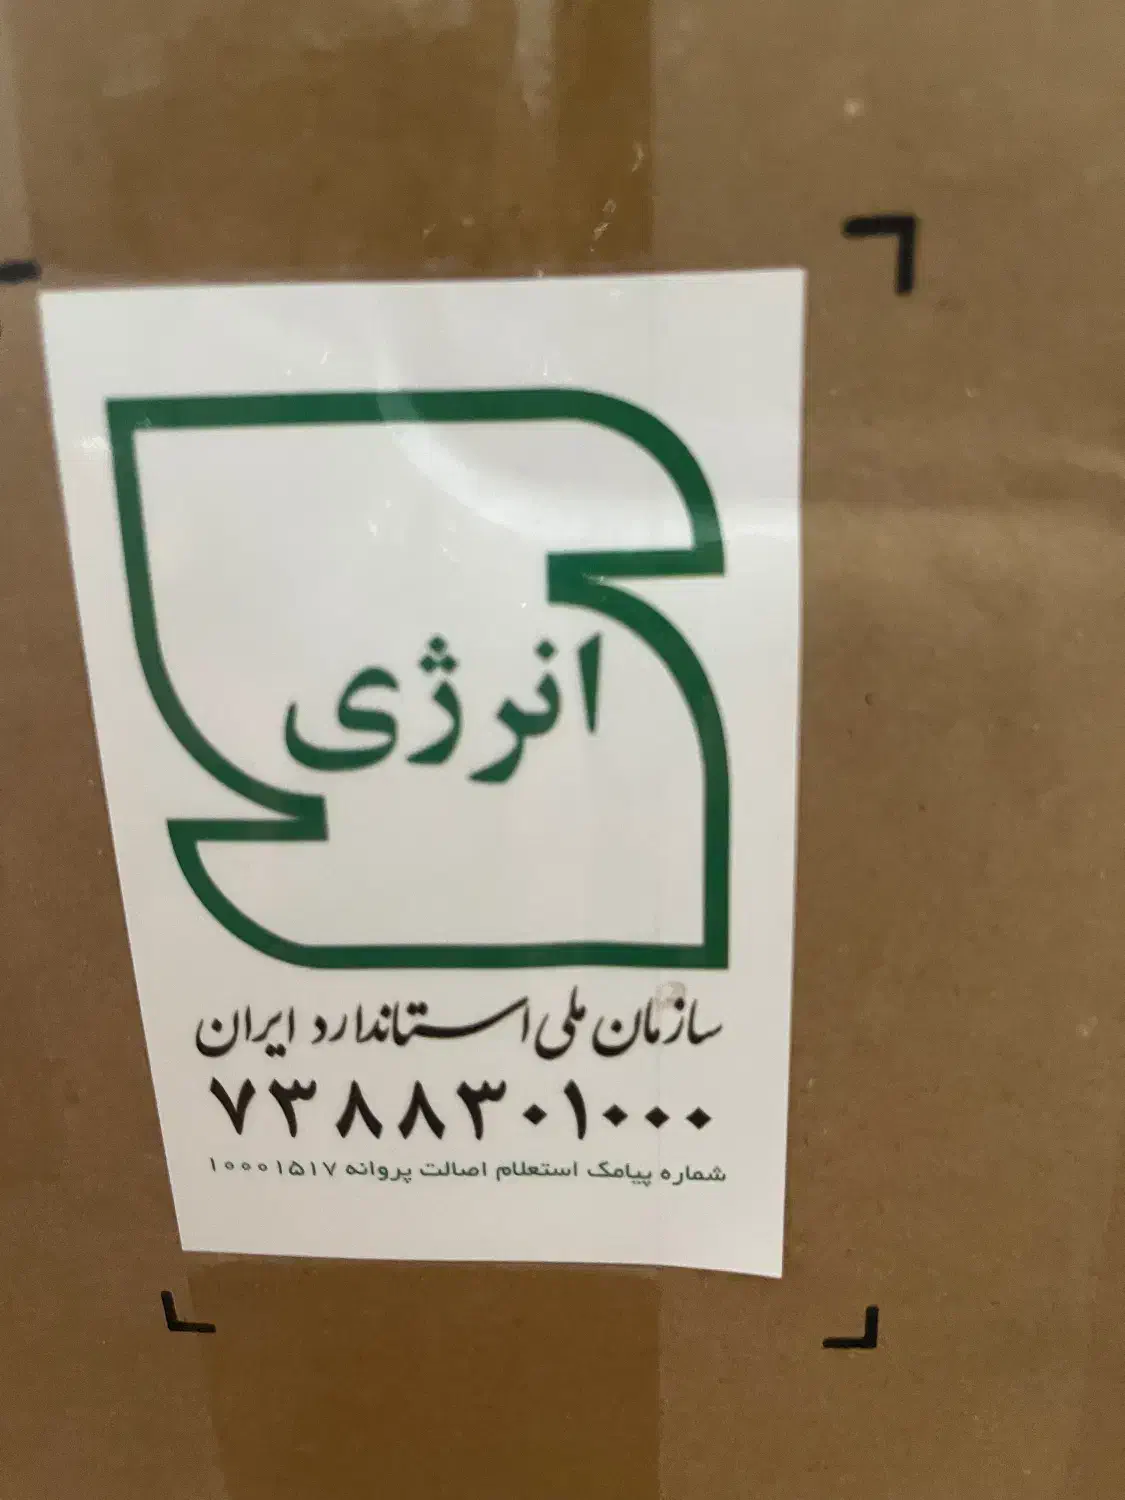 انرژی
سازمان ملی استاندارد ایران
۷۳۸۸۳۰۱۰۰۰
شماره پیامک استعلام اصالت پروانه ۱۰۰۰۱۵۱۷